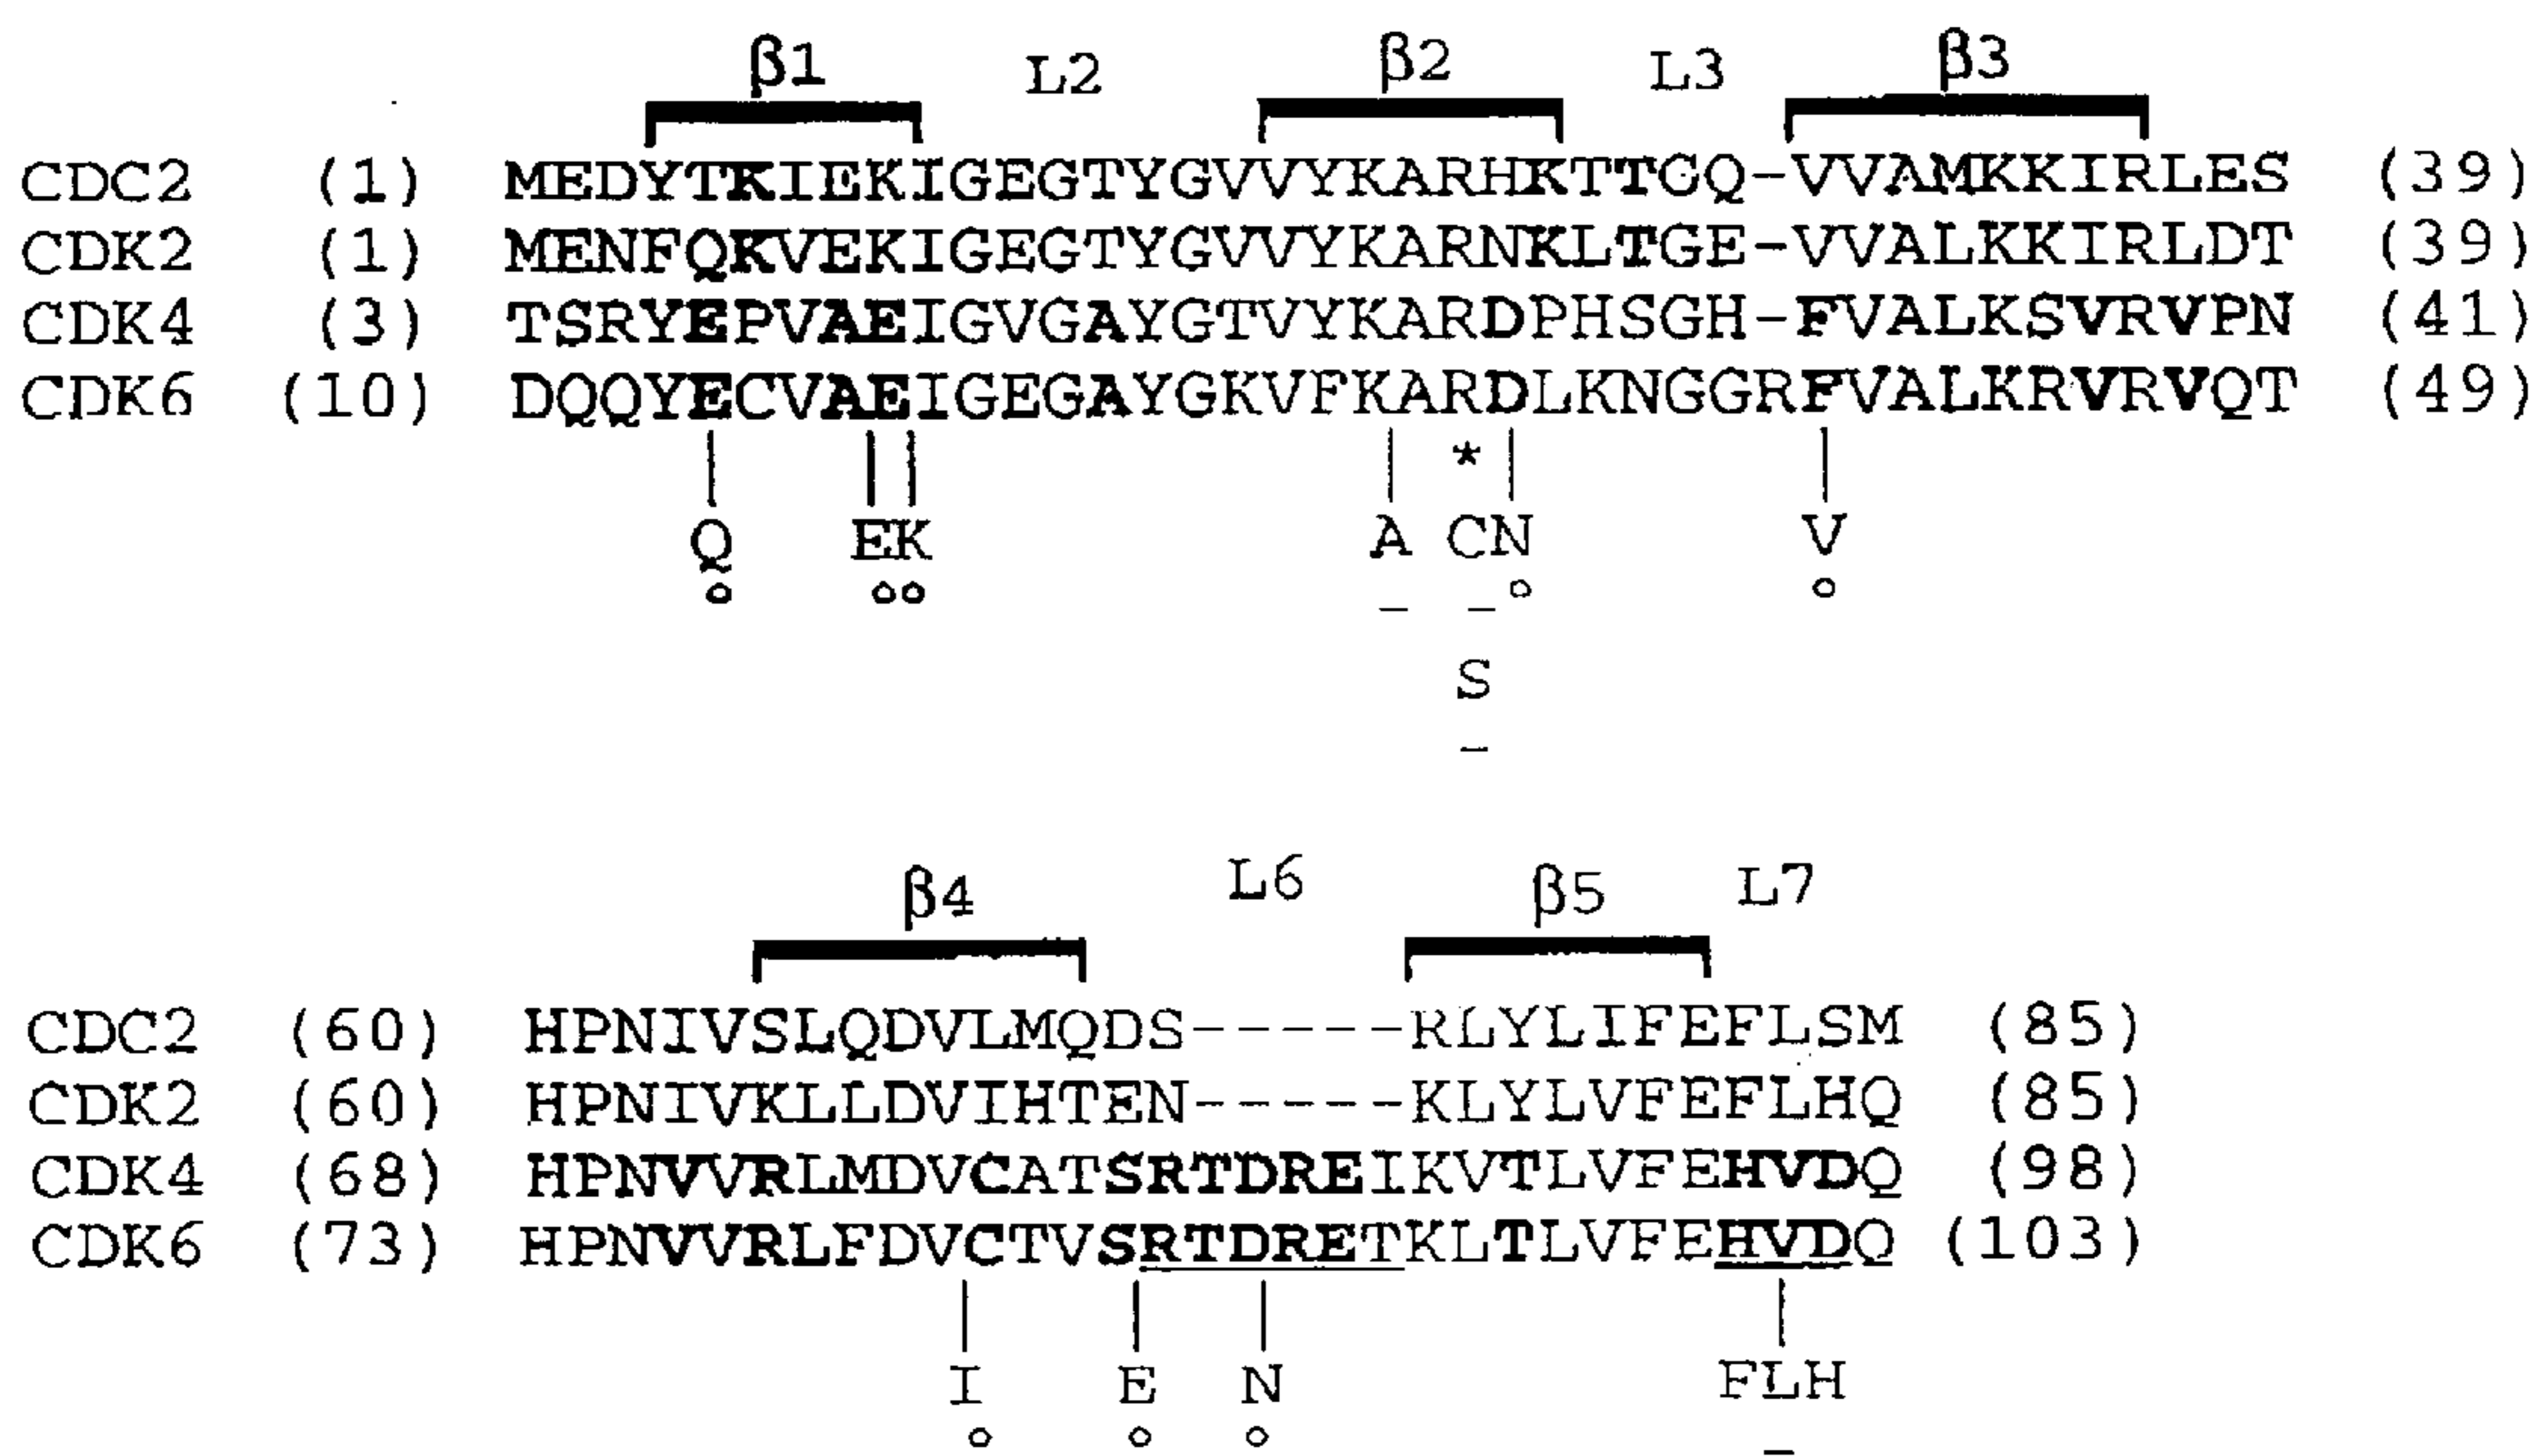 β1 L2 β2 L3 β3
CDC2 (1) MEDYTKIEKIGEGTYGVVYKARHKTTGQ-VVAMKKIRLES (39)
CDK2 (1) MENFQKVEKIGEGTYGVVYKARNKLTGE-VVALKKIRLDT (39)
CDK4 (3) TSRYEPVAEIGVGAYGTVYKARDPHSGH-FVALKSVRVPN (41)
CDK6 (10) DQQYECVAEIGEGAYGKVFKARDLKNGGRFVALKRVRVQT (49)
*
Q EK A CN V
S
β4 L6 β5 L7
CDC2 (60) HPNIVSLQDVLMQDS-----RLYLIFEFLSM (85)
CDK2 (60) HPNIVKLLDVIHTEN-----KLYLVFEFLHQ (85)
CDK4 (68) HPNVVRLMDVCATSRTDREIKVTLVFEHVDQ (98)
CDK6 (73) HPNVVRLFDVCTVSRTDRETKLTLVFEHVDQ (103)
I E N FLH